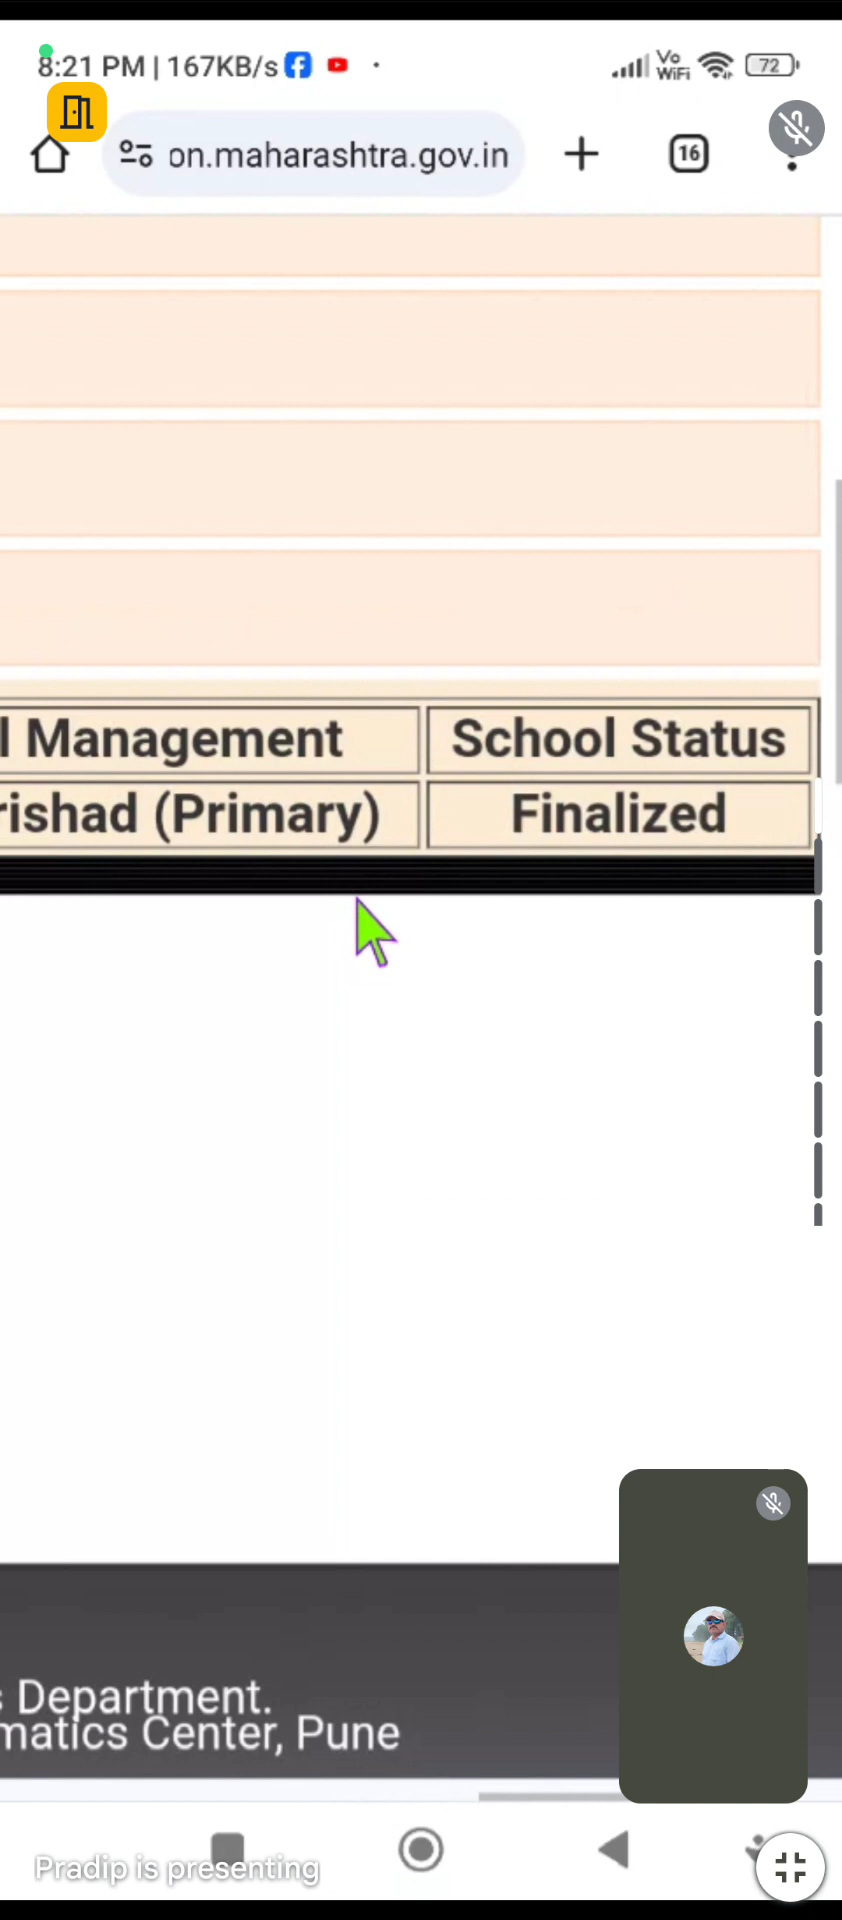 8:21 PM | 167KB/s
Vo
WiFi
72
on.maharashtra.gov.in
16
l Management
School Status
rishad (Primary)
Finalized
s Department.
matics Center, Pune
Pradip is presenting